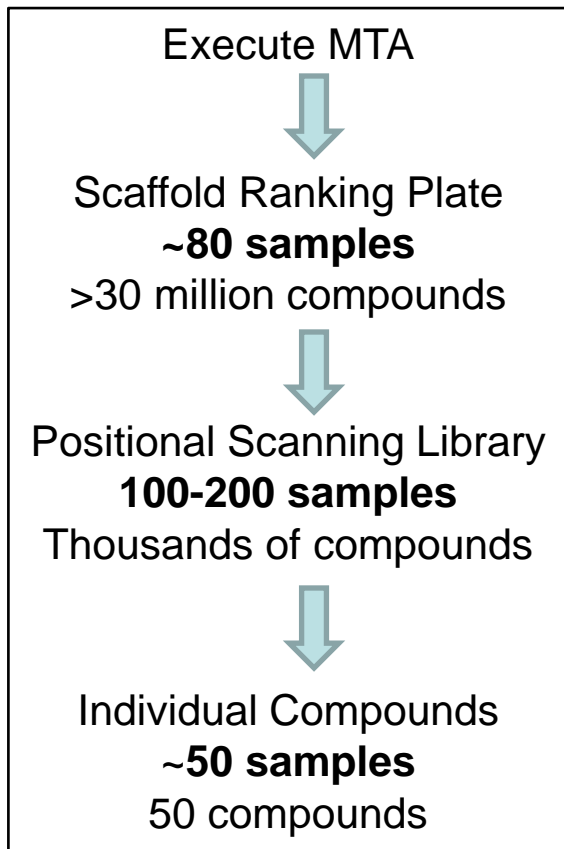 Execute MTA
Scaffold Ranking Plate
~80 samples
>30 million compounds
Positional Scanning Library
100-200 samples
Thousands of compounds
Individual Compounds
~50 samples
50 compounds